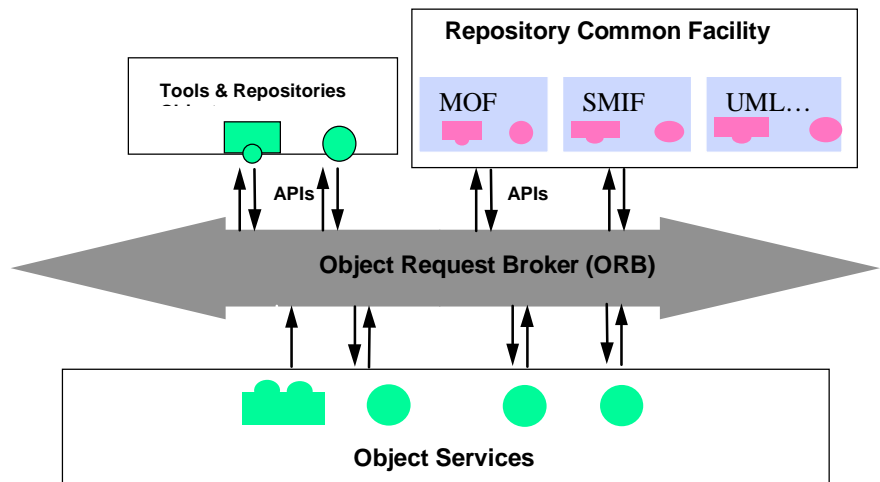 Repository Common Facility
Tools & Repositories
MOF
SMIF
UML...
APIs
APIs
Object Request Broker (ORB)
Object Services